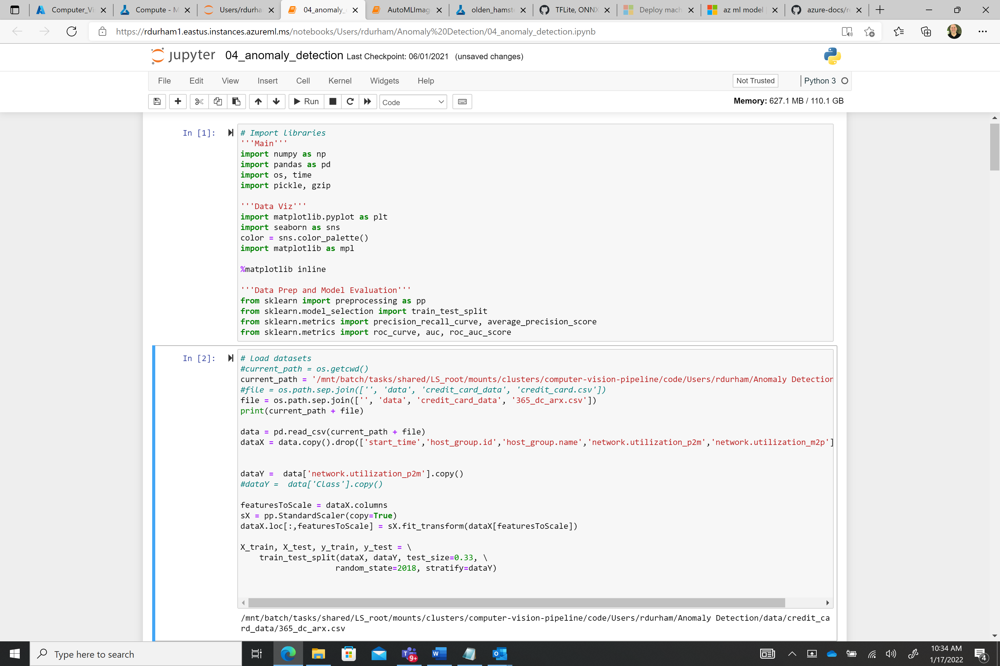 Computer_Vi
Compute - M
Users/rdurha
04_anomaly_
AutoMLImag
olden_hamst
TFLite, ONNX
Deploy mach
az ml model
azure-docs/r
https://rdurham1.eastus.instances.azureml.ms/notebooks/Users/rdurham/Anomaly%20Detection/04_anomaly_detection.ipynb
jupyter 04_anomaly_detection Last Checkpoint: 06/01/2021 (unsaved changes)
File Edit View Insert Cell Kernel Widgets Help Not Trusted Python 3
Run Code Memory: 627.1 MB / 110.1 GB
In [1]: # Import libraries
'''Main'''
import numpy as np
import pandas as pd
import os, time
import pickle, gzip
'''Data Viz'''
import matplotlib.pyplot as plt
import seaborn as sns
color = sns.color_palette()
import matplotlib as mpl
%matplotlib inline
'''Data Prep and Model Evaluation'''
from sklearn import preprocessing as pp
from sklearn.model_selection import train_test_split
from sklearn.metrics import precision_recall_curve, average_precision_score
from sklearn.metrics import roc_curve, auc, roc_auc_score
In [2]: # Load datasets
#current_path = os.getcwd()
current_path = '/mnt/batch/tasks/shared/LS_root/mounts/clusters/computer-vision-pipeline/code/Users/rdurham/Anomaly Detection
#file = os.path.sep.join(['', 'data', 'credit_card_data', 'credit_card.csv'])
file = os.path.sep.join(['', 'data', 'credit_card_data', '365_dc_arx.csv'])
print(current_path + file)
data = pd.read_csv(current_path + file)
dataX = data.copy().drop(['start_time','host_group.id','host_group.name','network.utilization_p2m','network.utilization_m2p']
dataY =  data['network.utilization_p2m'].copy()
#dataY =  data['Class'].copy()
featuresToScale = dataX.columns
sX = pp.StandardScaler(copy=True)
dataX.loc[:,featuresToScale] = sX.fit_transform(dataX[featuresToScale])
X_train, X_test, y_train, y_test = \
train_test_split(dataX, dataY, test_size=0.33, \
random_state=2018, stratify=dataY)
/mnt/batch/tasks/shared/LS_root/mounts/clusters/computer-vision-pipeline/code/Users/rdurham/Anomaly Detection/data/credit_ca
rd_data/365_dc_arx.csv
Type here to search
9+
10:34 AM
1/17/2022
4